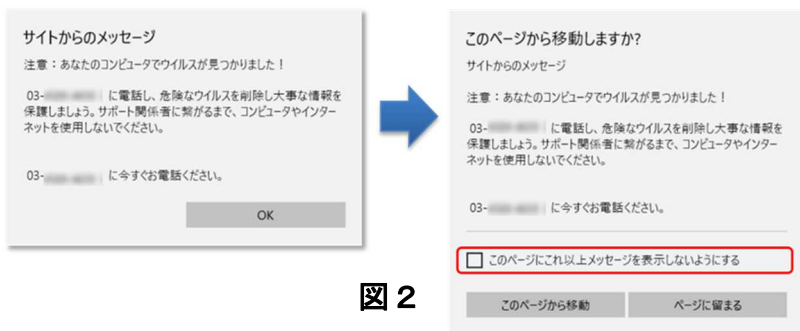 サイトからのメッセージ
注意：あなたのコンピュータでウイルスが見つかりました！
03- に電話し、危険なウイルスを削除し大事な情報を
保護しましょう。サポート関係者に繋がるまで、コンピュータやインター
ネットを使用しないでください。
03- に今すぐお電話ください。
OK
このページから移動しますか?
サイトからのメッセージ
注意：あなたのコンピュータでウイルスが見つかりました！
03- に電話し、危険なウイルスを削除し大事な情報を
保護しましょう。サポート関係者に繋がるまで、コンピュータやインター
ネットを使用しないでください。
03- に今すぐお電話ください。
このページにこれ以上メッセージを表示しないようにする
このページから移動
ページに留まる
図２